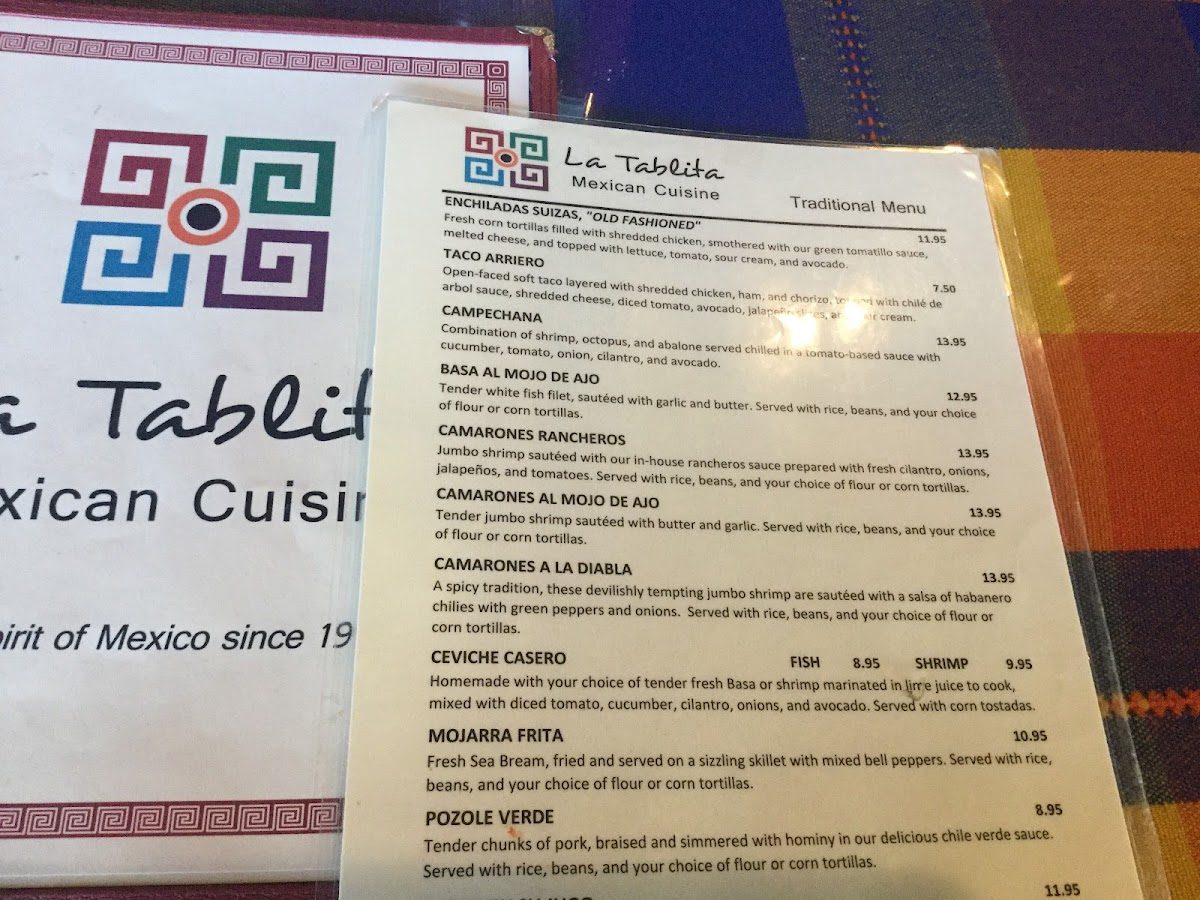 a Tablit
xican Cuisin
pirit of Mexico since 19
La Tablita
Mexican Cuisine
Traditional Menu
ENCHILADAS SUIZAS, "OLD FASHIONED" 11.95
Fresh corn tortillas filled with shredded chicken, smothered with our green tomatillo sauce,
melted cheese, and topped with lettuce, tomato, sour cream, and avocado.
TACO ARRIERO 7.50
Open-faced soft taco layered with shredded chicken, ham, and chorizo, with chilé de
arbol sauce, shredded cheese, diced tomato, avocado, jalapeño cream.
CAMPECHANA 13.95
Combination of shrimp, octopus, and abalone served chilled in a tomato-based sauce with
cucumber, tomato, onion, cilantro, and avocado.
BASA AL MOJO DE AJO 12.95
Tender white fish filet, sautéed with garlic and butter. Served with rice, beans, and your choice
of flour or corn tortillas.
CAMARONES RANCHEROS 13.95
Jumbo shrimp sautéed with our in-house rancheros sauce prepared with fresh cilantro, onions,
jalapeños, and tomatoes. Served with rice, beans, and your choice of flour or corn tortillas.
CAMARONES AL MOJO DE AJO 13.95
Tender jumbo shrimp sautéed with butter and garlic. Served with rice, beans, and your choice
of flour or corn tortillas.
CAMARONES A LA DIABLA 13.95
A spicy tradition, these devilishly tempting jumbo shrimp are sautéed with a salsa of habanero
chilies with green peppers and onions. Served with rice, beans, and your choice of flour or
corn tortillas.
CEVICHE CASERO FISH 8.95 SHRIMP 9.95
Homemade with your choice of tender fresh Basa or shrimp marinated in lime juice to cook,
mixed with diced tomato, cucumber, cilantro, onions, and avocado. Served with corn tostadas.
MOJARRA FRITA 10.95
Fresh Sea Bream, fried and served on a sizzling skillet with mixed bell peppers. Served with rice,
beans, and your choice of flour or corn tortillas.
POZOLE VERDE 8.95
Tender chunks of pork, braised and simmered with hominy in our delicious chile verde sauce.
Served with rice, beans, and your choice of flour or corn tortillas.
11.95